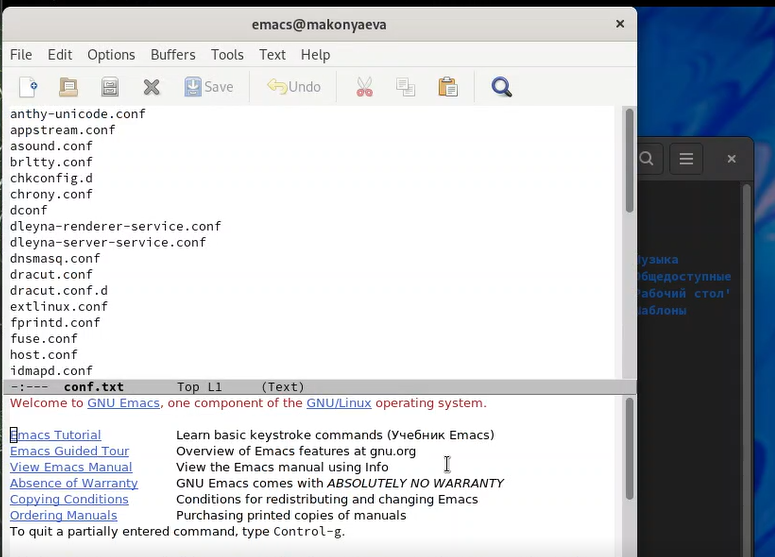 emacs@makonyaeva
File Edit Options Buffers Tools Text Help
Save Undo
anthy-unicode.conf
appstream.conf
asound.conf
brltty.conf
chkconfig.d
chrony.conf
dconf
dleyna-renderer-service.conf
dleyna-server-service.conf
dnsmasq.conf
dracut.conf
dracut.conf.d
extlinux.conf
fprintd.conf
fuse.conf
host.conf
idmapd.conf
-:--- conf.txt Top L1 (Text)
Welcome to GNU Emacs, one component of the GNU/Linux operating system.
Emacs Tutorial Learn basic keystroke commands (Учебник Emacs)
Emacs Guided Tour Overview of Emacs features at gnu.org
View Emacs Manual View the Emacs manual using Info
Absence of Warranty GNU Emacs comes with ABSOLUTELY NO WARRANTY
Copying Conditions Conditions for redistributing and changing Emacs
Ordering Manuals Purchasing printed copies of manuals
To quit a partially entered command, type Control-g.
Музыка
Общедоступные
Рабочий стол'
Шаблоны